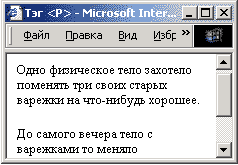 Тэг <P> - Microsoft Inter...
Файл Правка Вид Избр »
Одно физическое тело захотело
поменять три своих старых
варежки на что-нибудь хорошее.
До самого вечера тело с
варежками то меняло